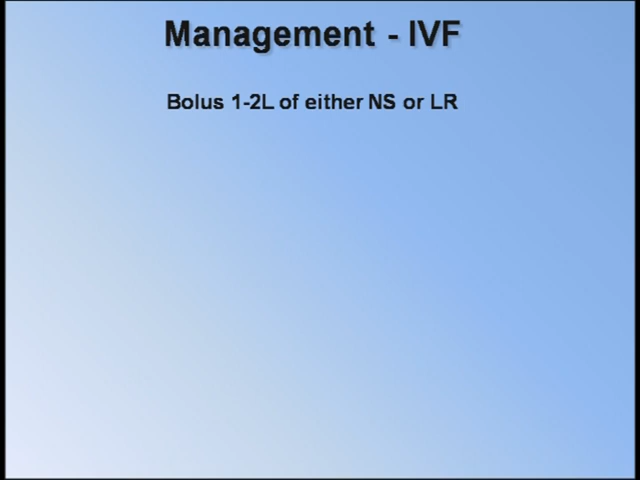 Management - IVF
Bolus 1-2L of either NS or LR